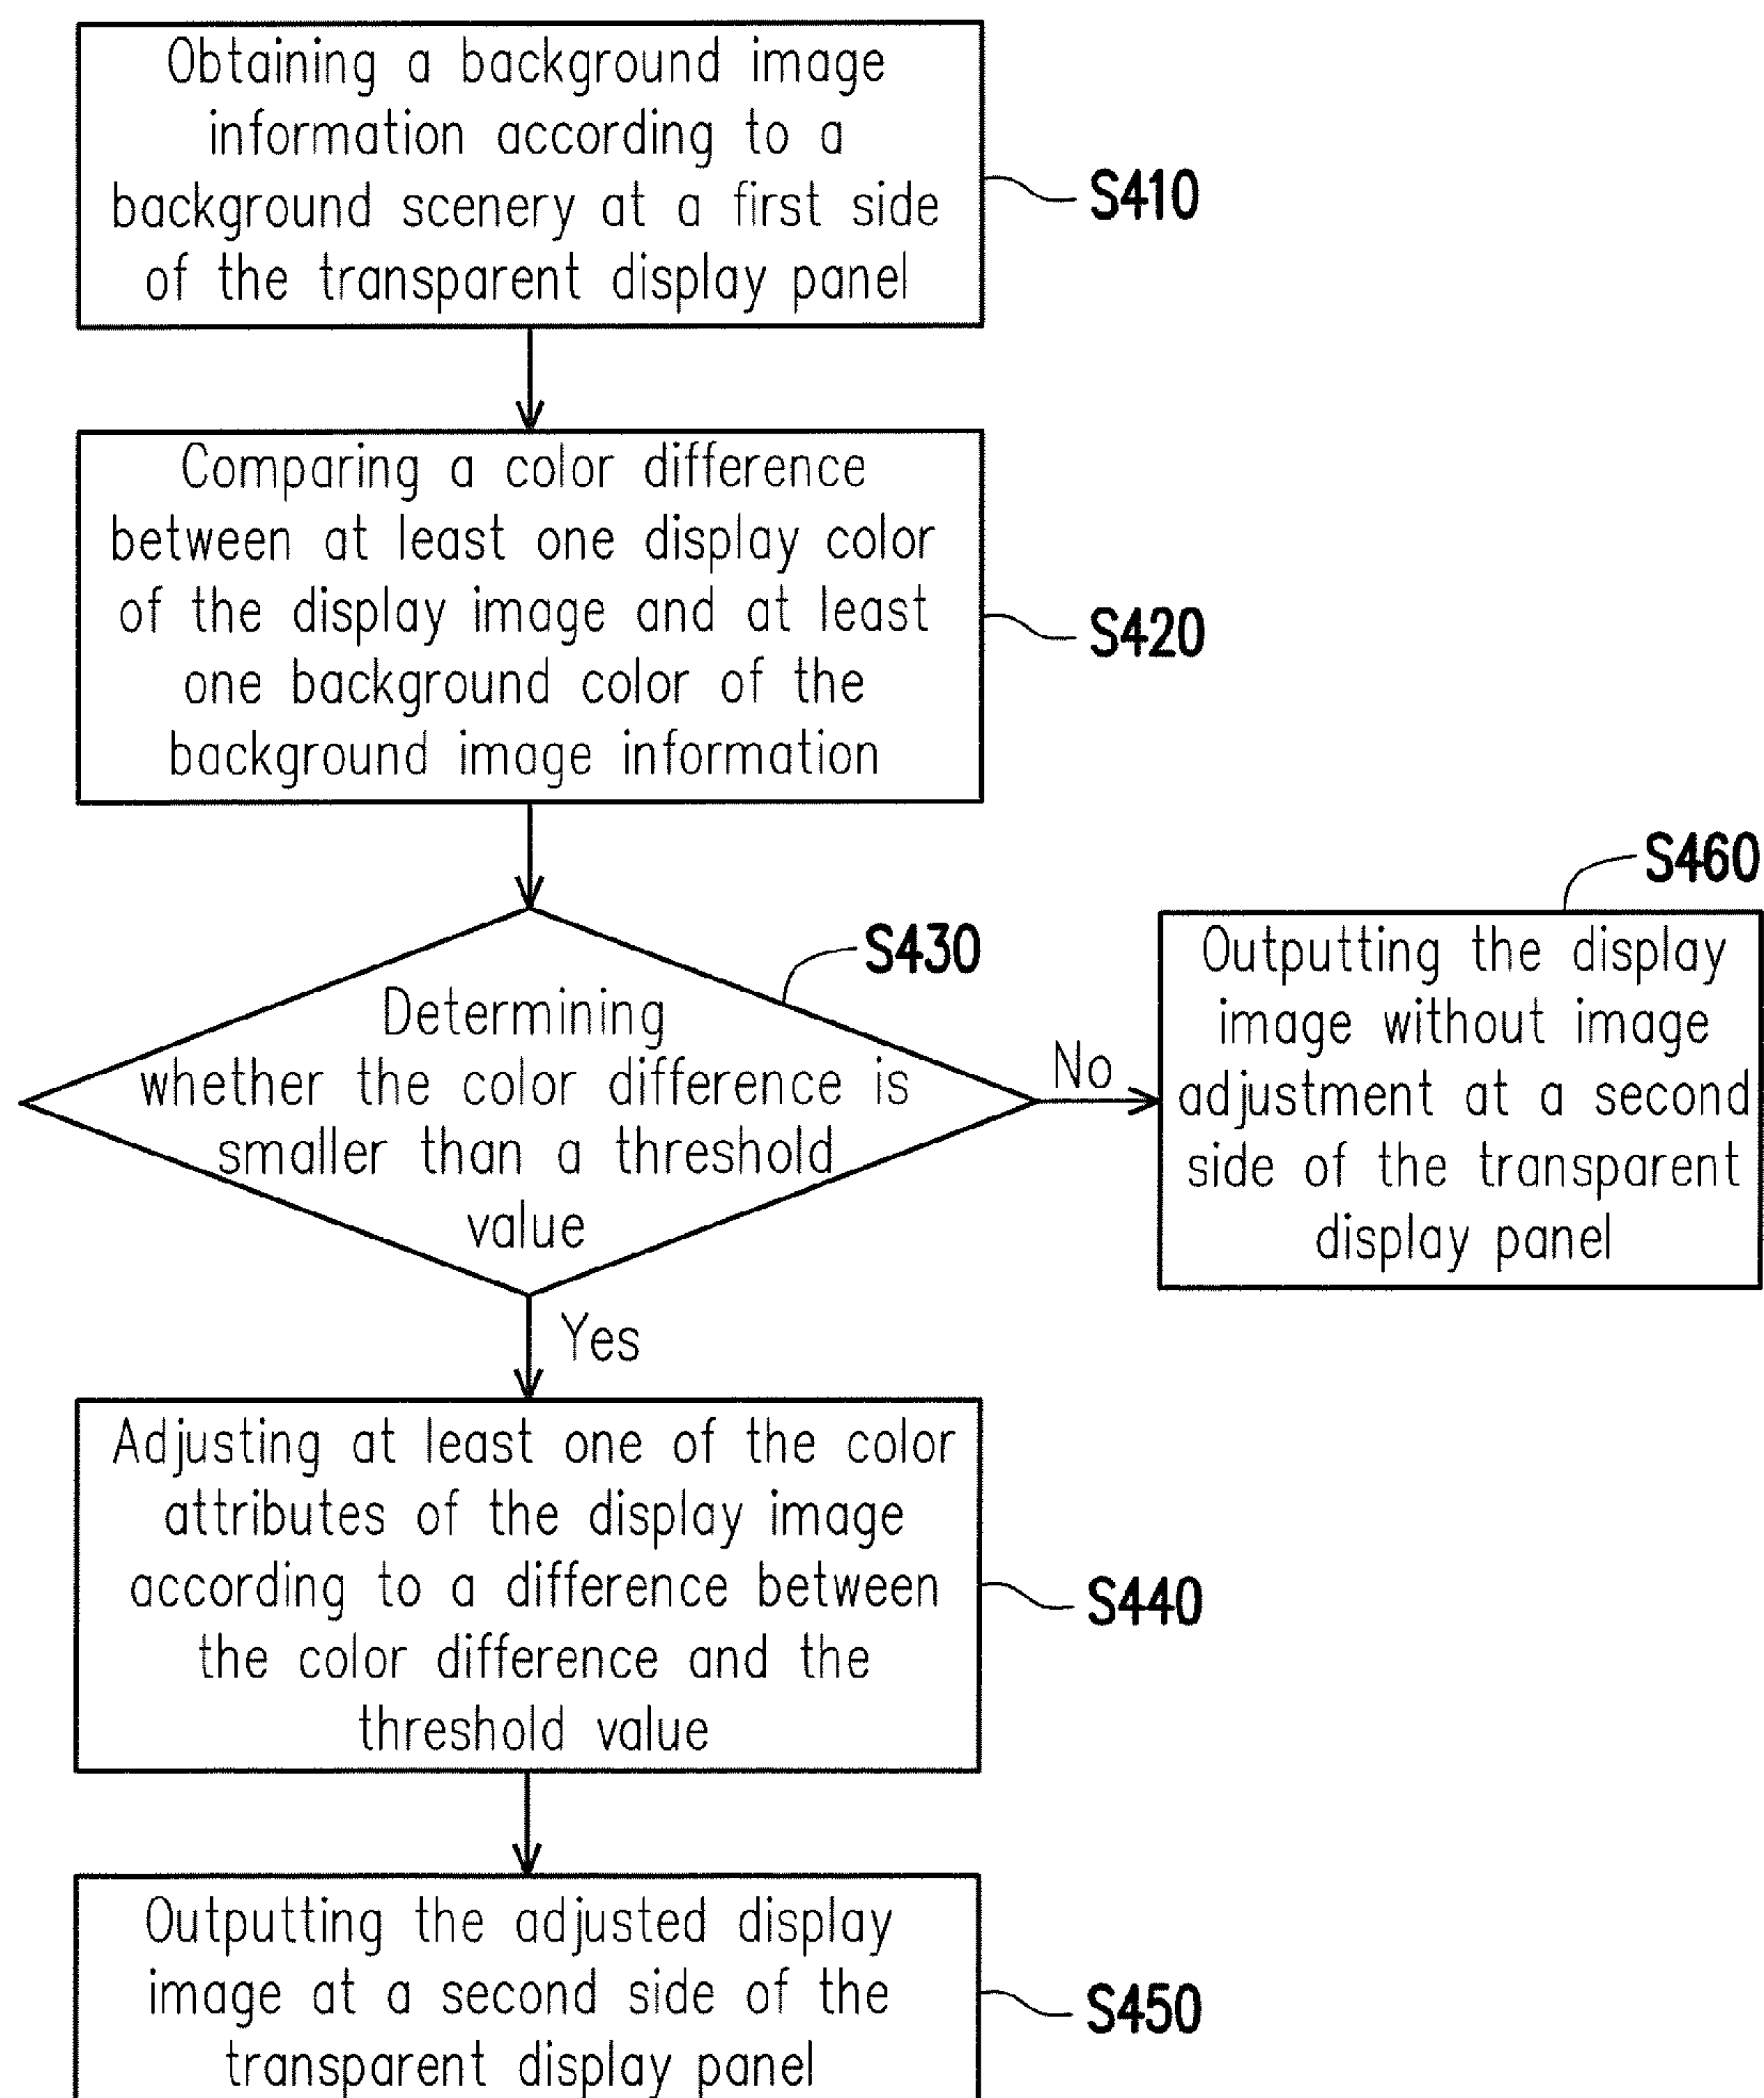 Obtaining a background image
information according to a
background scenery at a first side
of the transparent display panel
S410
Comparing a color difference
between at least one display color
of the display image and at least
one background color of the
background image information
S420
S430
Determining
whether the color difference is
smaller than a threshold
value
No
S460
Outputting the display
image without image
adjustment at a second
side of the transparent
display panel
Yes
Adjusting at least one of the color
attributes of the display image
according to a difference between
the color difference and the
threshold value
S440
Outputting the adjusted display
image at a second side of the
transparent display panel
S450